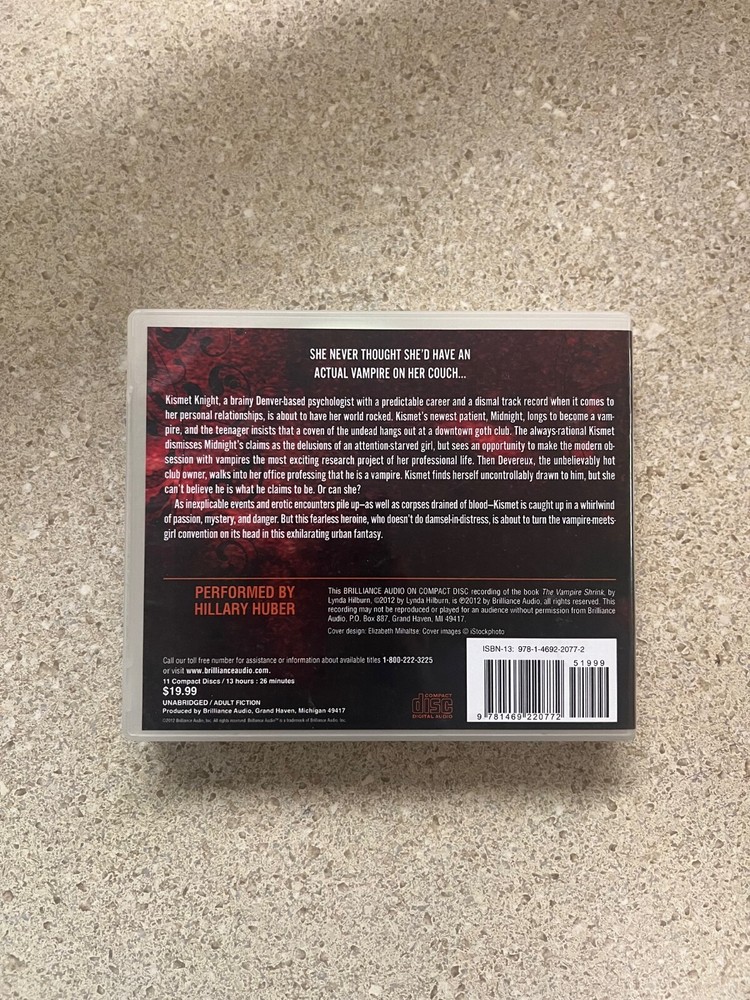 SHE NEVER THOUGHT SHE'D HAVE AN
ACTUAL VAMPIRE ON HER COUCH...
Kismet Knight, a brainy Denver-based psychologist with a predictable career and a dismal track record when it comes to
her personal relationships, is about to have her world rocked. Kismet's newest patient, Midnight, longs to become a vam-
pire, and the teenager insists that a coven of the undead hangs out at a downtown goth club. The always-rational Kismet
dismisses Midnight's claims as the delusions of an attention-starved girl, but sees an opportunity to make the modern ob-
session with vampires the most exciting research project of her professional life. Then Devereux, the unbelievably hot
club owner, walks into her office professing that he is a vampire. Kismet finds herself uncontrollably drawn to him, but she
can't believe he is what he claims to be. Or can she?
As inexplicable events and erotic encounters pile up—as well as corpses drained of blood—Kismet is caught up in a whirlwind
of passion, mystery, and danger. But this fearless heroine, who doesn't do damsel-in-distress, is about to turn the vampire-meets-
girl convention on its head in this exhilarating urban fantasy.
PERFORMED BY
HILLARY HUBER
This BRILLIANCE AUDIO ON COMPACT DISC recording of the book The Vampire Shrink, by
Lynda Hilburn, ©2012 by Lynda Hilburn, is ℗2012 by Brilliance Audio, all rights reserved. This
recording may not be reproduced or played for an audience without permission from Brilliance
Audio, P.O. Box 887, Grand Haven, MI 49417.
Cover design: Elizabeth Mihaltse: Cover images © iStockphoto
Call our toll free number for assistance or information about available titles 1-800-222-3225
or visit www.brillianceaudio.com.
11 Compact Discs / 13 hours : 26 minutes
$19.99
UNABRIDGED / ADULT FICTION
Produced by Brilliance Audio, Grand Haven, Michigan 49417
©2012 Brilliance Audio, Inc. All rights reserved. Brilliance Audio™ is a trademark of Brilliance Audio, Inc.
COMPACT
disc
DIGITAL AUDIO
ISBN-13: 978-1-4692-2077-2
51999
9 781469 220772